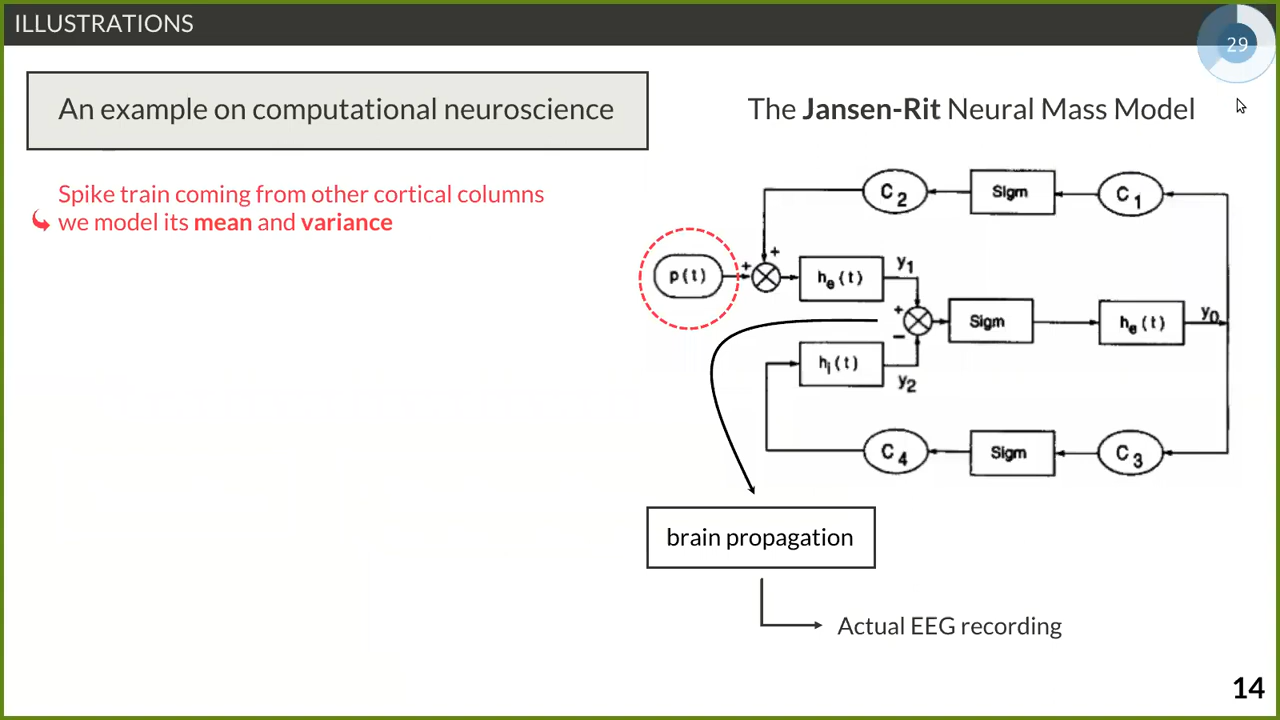 ILLUSTRATIONS
29
An example on computational neuroscience
The Jansen-Rit Neural Mass Model
Spike train coming from other cortical columns
we model its mean and variance
C2
Sigm
C1
+
p(t)
+
he(t)
y1
+
Sigm
he(t)
y0
−
hi(t)
y2
C4
Sigm
C3
brain propagation
Actual EEG recording
14